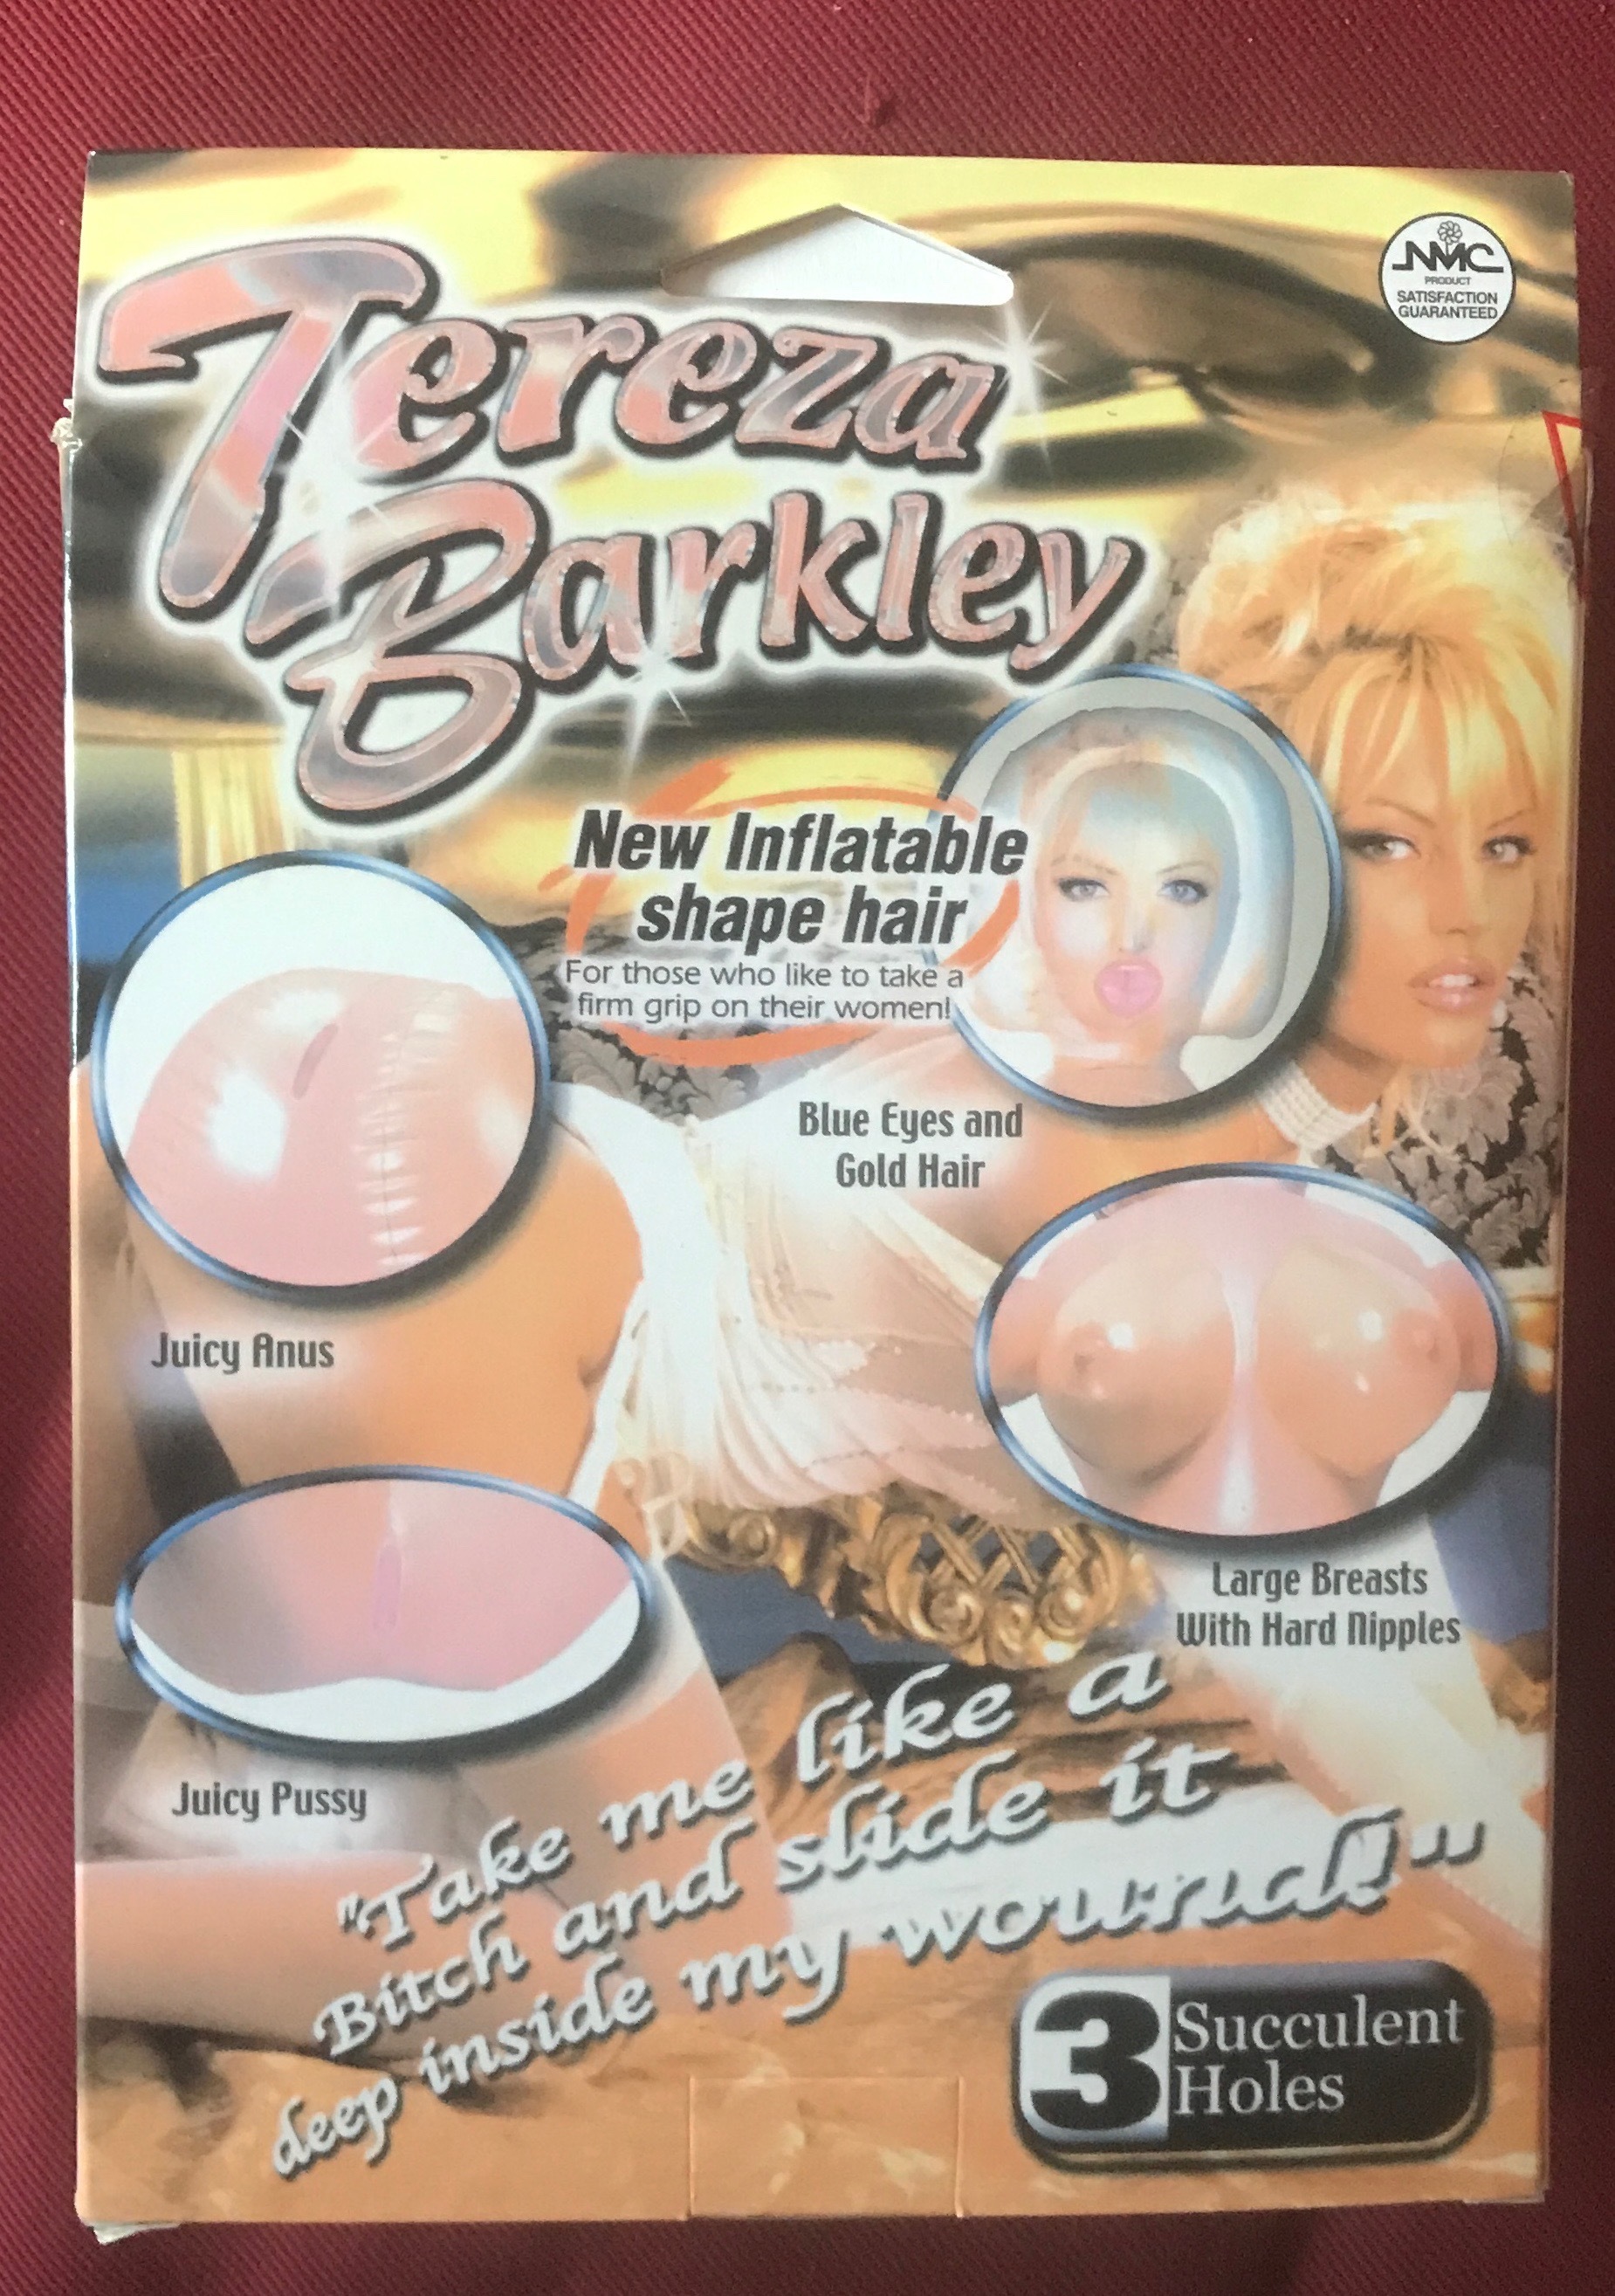 NMC
PRODUCT
SATISFACTION
GUARANTEED
Tereza
Barkley
New Inflatable
shape hair
For those who like to take a
firm grip on their women!
Blue Eyes and
Gold Hair
Juicy Anus
Large Breasts
With Hard Nipples
Juicy Pussy
"Take me like a
Bitch and slide it
deep inside my wound!"
3 Succulent
Holes